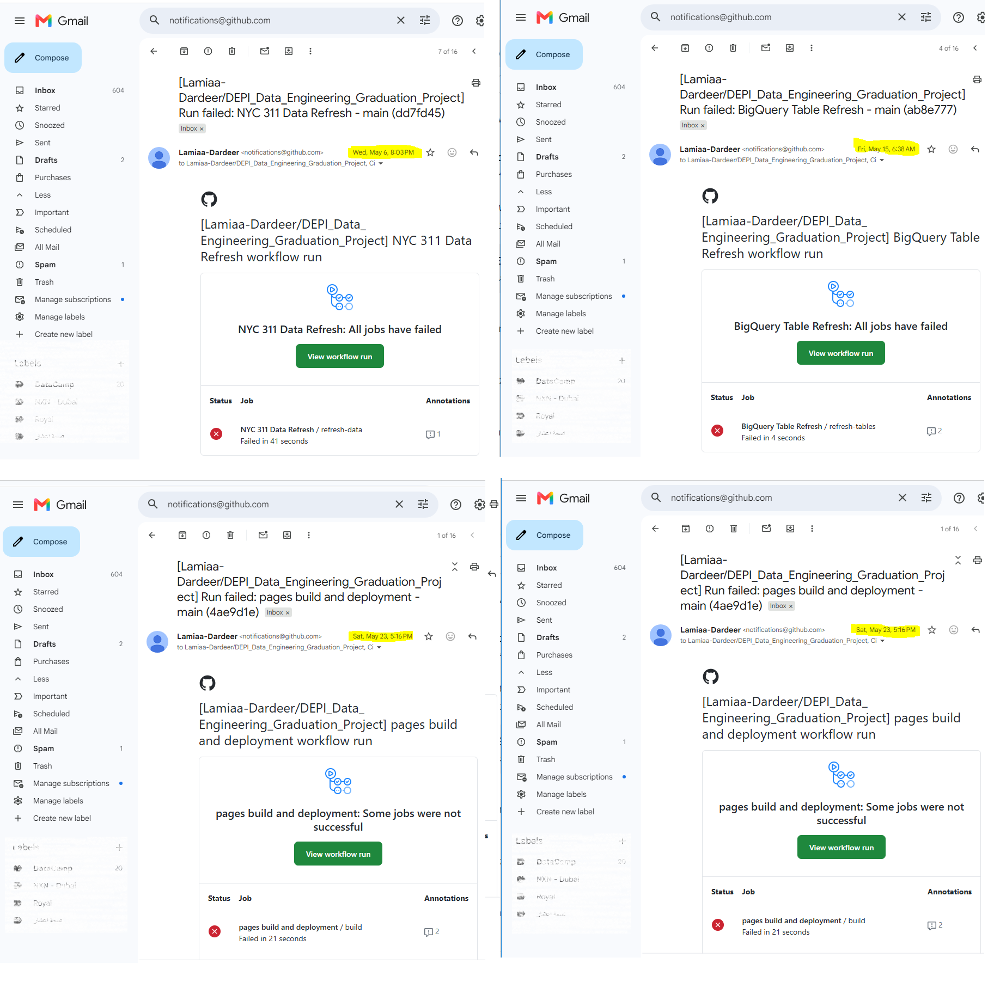 Gmail
notifications@github.com
Compose
7 of 16
Inbox 604
Starred
Snoozed
Sent
Drafts 2
Purchases
Less
Important
Scheduled
All Mail
Spam 1
Trash
Manage subscriptions
Manage labels
Create new label
Labels
DataCamp 20
NXN - Dubai
Royal
[Lamiaa-
Dardeer/DEPI_Data_Engineering_Graduation_Project]
Run failed: NYC 311 Data Refresh - main (dd7fd45)
Inbox ×
Lamiaa-Dardeer <notifications@github.com> Wed, May 6, 8:03 PM
to Lamiaa-Dardeer/DEPI_Data_Engineering_Graduation_Project, Ci
[Lamiaa-Dardeer/DEPI_Data_
Engineering_Graduation_Project] NYC 311 Data
Refresh workflow run
NYC 311 Data Refresh: All jobs have failed
View workflow run
Status Job Annotations
NYC 311 Data Refresh / refresh-data
Failed in 41 seconds
1
Gmail
notifications@github.com
Compose
4 of 16
Inbox 604
Starred
Snoozed
Sent
Drafts 2
Purchases
Less
Important
Scheduled
All Mail
Spam 1
Trash
Manage subscriptions
Manage labels
Create new label
Labels
DataCamp 20
NXN - Dubai
Royal
[Lamiaa-
Dardeer/DEPI_Data_Engineering_Graduation_Project]
Run failed: BigQuery Table Refresh - main (ab8e777)
Inbox ×
Lamiaa-Dardeer <notifications@github.com> Fri, May 15, 6:38 AM
to Lamiaa-Dardeer/DEPI_Data_Engineering_Graduation_Project, Ci
[Lamiaa-Dardeer/DEPI_Data_
Engineering_Graduation_Project] BigQuery Table
Refresh workflow run
BigQuery Table Refresh: All jobs have failed
View workflow run
Status Job Annotations
BigQuery Table Refresh / refresh-tables
Failed in 4 seconds
2
Gmail
notifications@github.com
Compose
1 of 16
Inbox 604
Starred
Snoozed
Sent
Drafts 2
Purchases
Less
Important
Scheduled
All Mail
Spam 1
Trash
Manage subscriptions
Manage labels
Create new label
Labels
DataCamp 20
NXN - Dubai
Royal
[Lamiaa-
Dardeer/DEPI_Data_Engineering_Graduation_Proj
ect] Run failed: pages build and deployment -
main (4ae9d1e) Inbox ×
Lamiaa-Dardeer <notifications@github.com> Sat, May 23, 5:16 PM
to Lamiaa-Dardeer/DEPI_Data_Engineering_Graduation_Project, Ci
[Lamiaa-Dardeer/DEPI_Data_
Engineering_Graduation_Project] pages build
and deployment workflow run
pages build and deployment: Some jobs were not
successful
View workflow run
Status Job Annotations
pages build and deployment / build
Failed in 21 seconds
2
Gmail
notifications@github.com
Compose
1 of 16
Inbox 604
Starred
Snoozed
Sent
Drafts 2
Purchases
Less
Important
Scheduled
All Mail
Spam 1
Trash
Manage subscriptions
Manage labels
Create new label
Labels
DataCamp 20
NXN - Dubai
Royal
[Lamiaa-
Dardeer/DEPI_Data_Engineering_Graduation_Proj
ect] Run failed: pages build and deployment -
main (4ae9d1e) Inbox ×
Lamiaa-Dardeer <notifications@github.com> Sat, May 23, 5:16 PM
to Lamiaa-Dardeer/DEPI_Data_Engineering_Graduation_Project, Ci
[Lamiaa-Dardeer/DEPI_Data_
Engineering_Graduation_Project] pages build
and deployment workflow run
pages build and deployment: Some jobs were not
successful
View workflow run
Status Job Annotations
pages build and deployment / build
Failed in 21 seconds
2